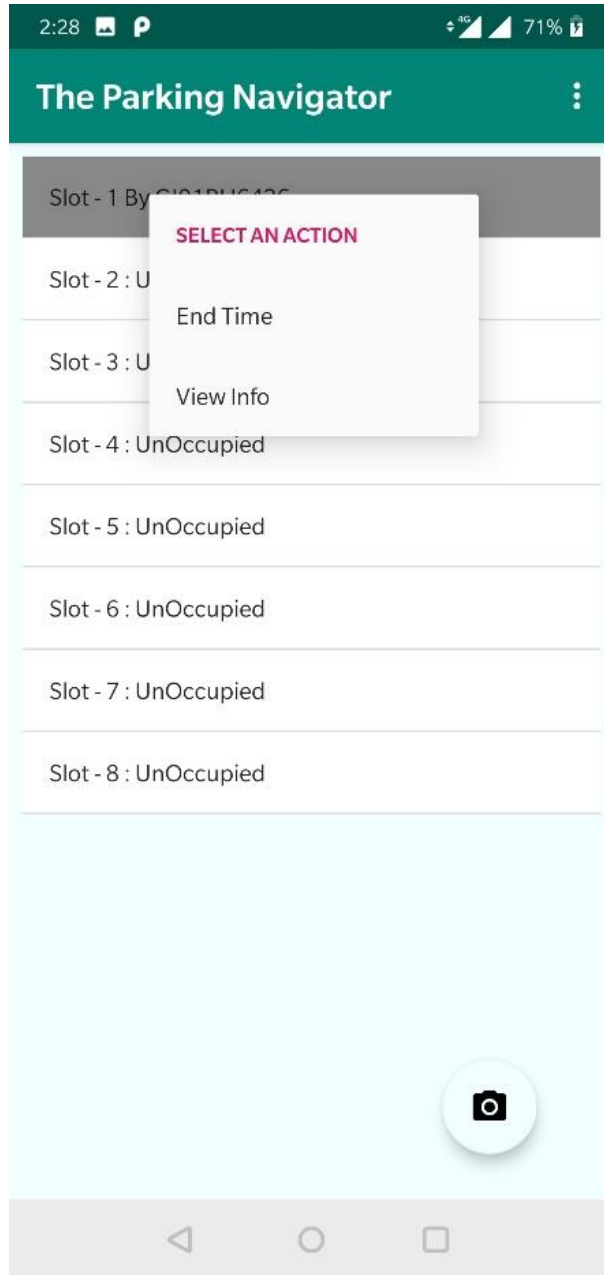 2:28 P 4G 71%
The Parking Navigator
Slot - 1 By
SELECT AN ACTION
Slot - 2 : U
End Time
Slot - 3 : U
View Info
Slot - 4 : UnOccupied
Slot - 5 : UnOccupied
Slot - 6 : UnOccupied
Slot - 7 : UnOccupied
Slot - 8 : UnOccupied